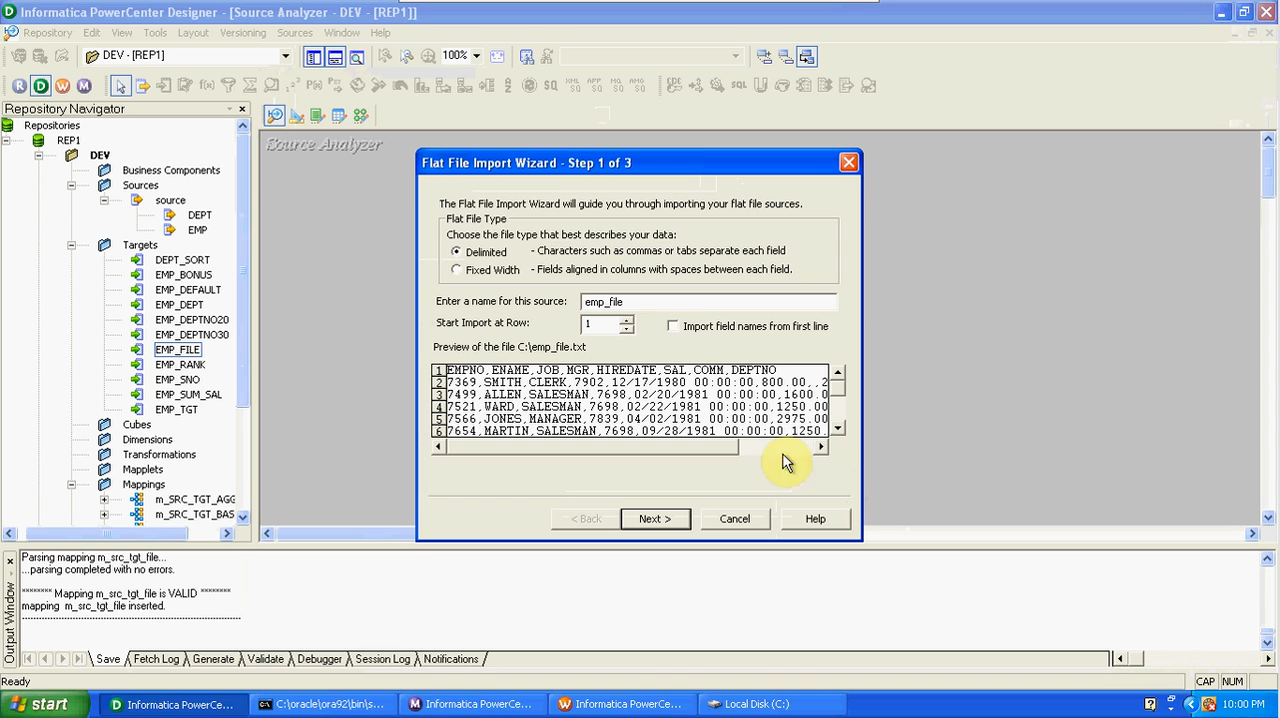 Informatica PowerCenter Designer - [Source Analyzer - DEV - [REP1]]
Repository Edit View Tools Layout Versioning Sources Window Help
DEV - [REP1]
100%
Repository Navigator
Repositories
REP1
DEV
Business Components
Sources
source
DEPT
EMP
Targets
DEPT_SORT
EMP_BONUS
EMP_DEFAULT
EMP_DEPT
EMP_DEPTNO20
EMP_DEPTNO30
EMP_FILE
EMP_RANK
EMP_SNO
EMP_SUM_SAL
EMP_TGT
Cubes
Dimensions
Transformations
Mapplets
Mappings
m_SRC_TGT_AGG
m_SRC_TGT_BAS
Source Analyzer
Flat File Import Wizard - Step 1 of 3
The Flat File Import Wizard will guide you through importing your flat file sources.
Flat File Type
Choose the file type that best describes your data:
Delimited - Characters such as commas or tabs separate each field
Fixed Width - Fields aligned in columns with spaces between each field.
Enter a name for this source: emp_file
Start Import at Row: 1 Import field names from first line
Preview of the file C:\emp_file.txt
1 EMPNO,ENAME,JOB,MGR,HIREDATE,SAL,COMM,DEPTNO
2 7369,SMITH,CLERK,7902,12/17/1980 00:00:00,800.00,,2
3 7499,ALLEN,SALESMAN,7698,02/20/1981 00:00:00,1600.0
4 7521,WARD,SALESMAN,7698,02/22/1981 00:00:00,1250.00
5 7566,JONES,MANAGER,7839,04/02/1981 00:00:00,2975.00
6 7654,MARTIN,SALESMAN,7698,09/28/1981 00:00:00,1250.
< Back Next > Cancel Help
Output Window
Parsing mapping m_src_tgt_file...
...parsing completed with no errors.
******** Mapping m_src_tgt_file is VALID ********
mapping m_src_tgt_file inserted.
Save Fetch Log Generate Validate Debugger Session Log Notifications
Ready
CAP NUM
start
Informatica PowerCe...
C:\oracle\ora92\bin\s...
Informatica PowerCe...
Informatica PowerCe...
Local Disk (C:)
10:00 PM